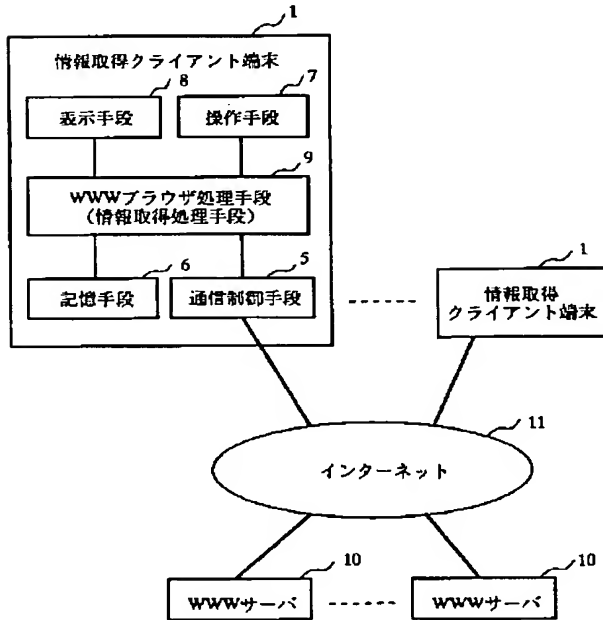 1
情報取得クライアント端末
8
7
表示手段
操作手段
9
WWWブラウザ処理手段
(情報取得処理手段)
6
5
記憶手段
通信制御手段
1
情報取得
クライアント端末
11
インターネット
10
10
WWWサーバ
WWWサーバ